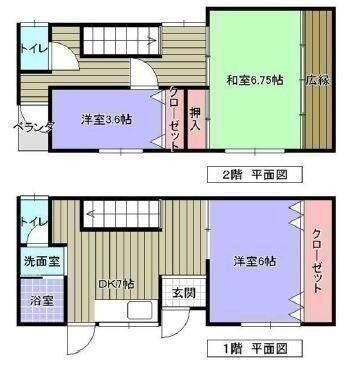 トイレ
和室6.75帖
広縁
洋室3.6帖
クローゼット
押入
ベランダ
2階 平面図
トイレ
洗面室
浴室
DK7帖
玄関
洋室6帖
クローゼット
1階 平面図